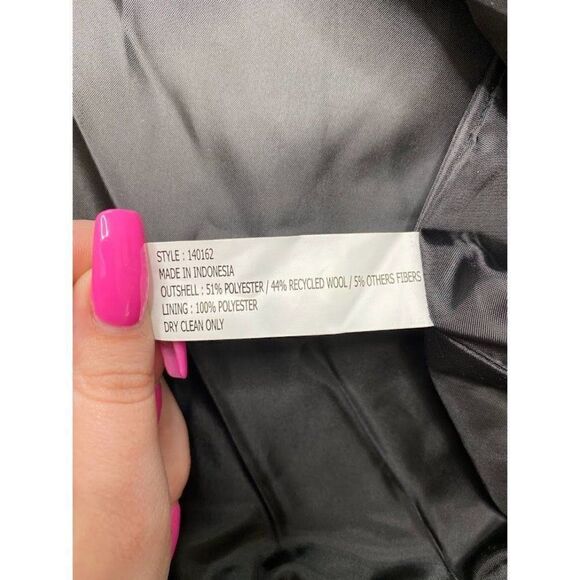 STYLE : 140162
MADE IN INDONESIA
OUTSHELL : 51% POLYESTER / 44% RECYCLED WOOL / 5% OTHERS FIBERS
LINING : 100% POLYESTER
DRY CLEAN ONLY